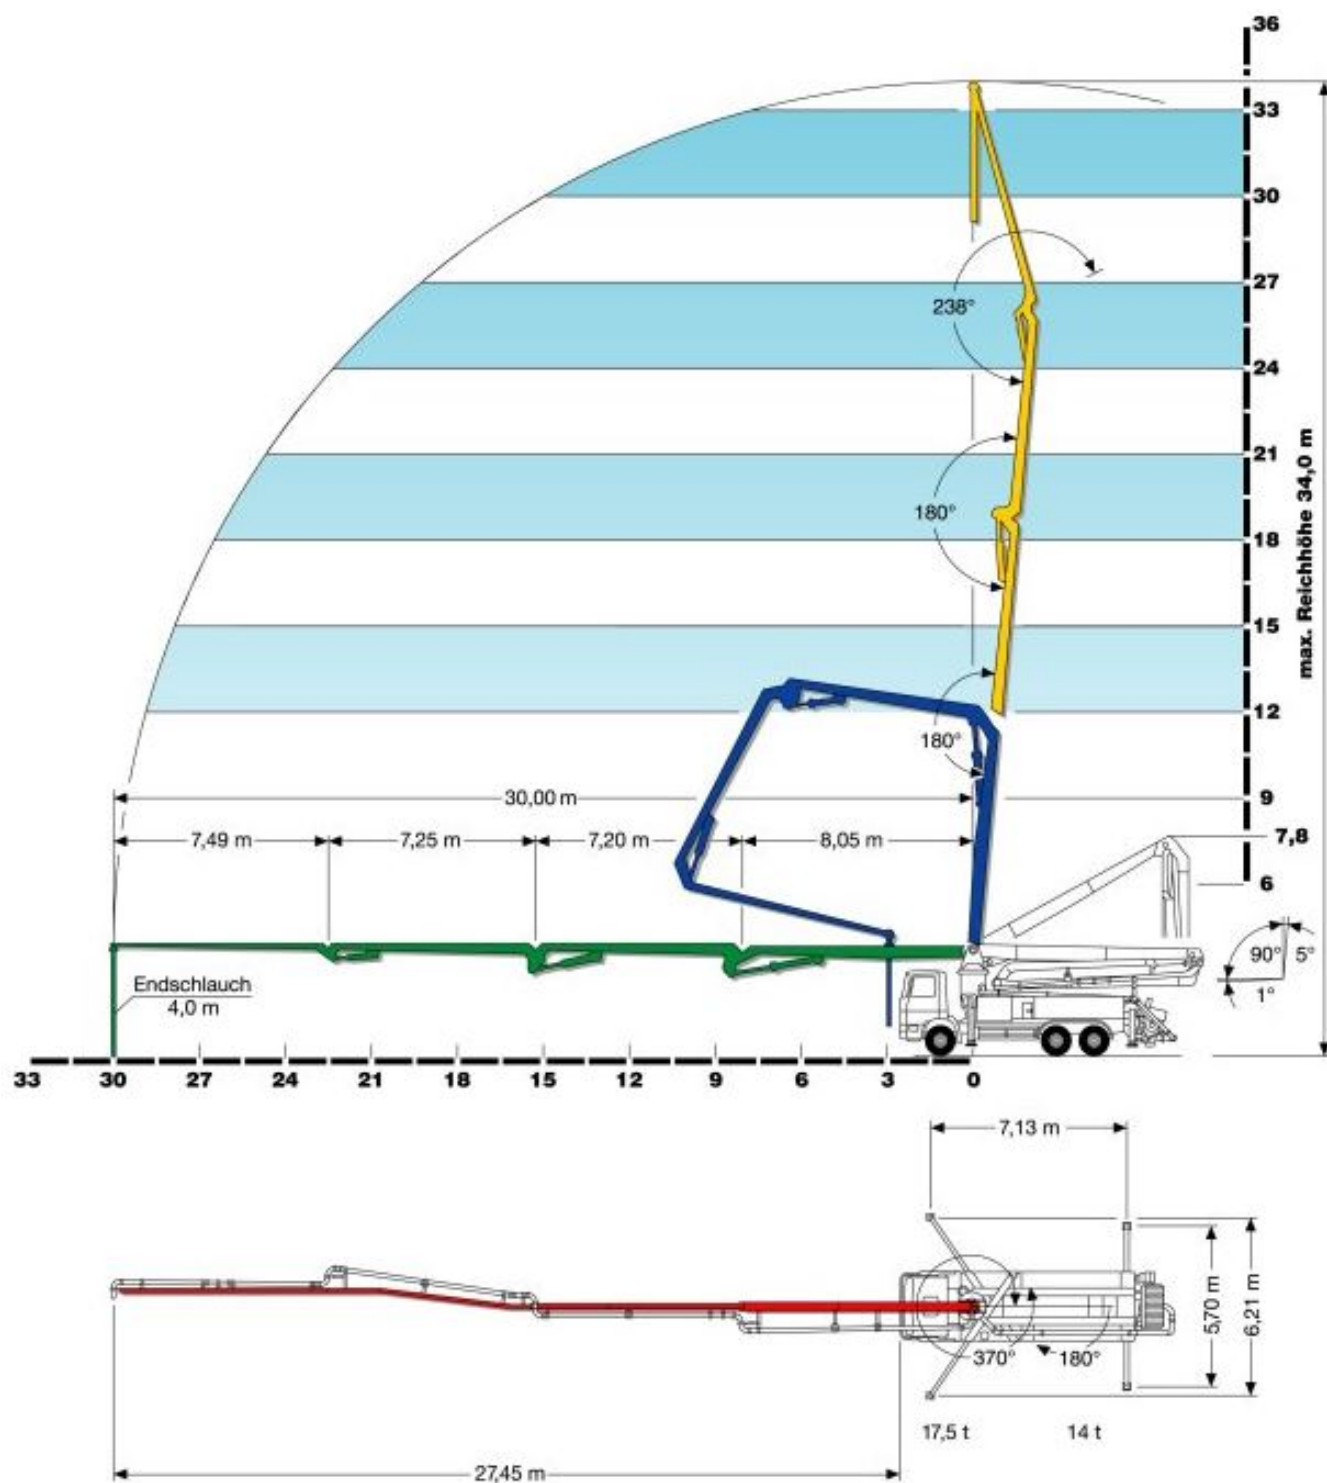 36
33
30
27
238°
24
21
180°
18
max. Reichhöhe 34,0 m
15
12
180°
30,00 m
9
7,49 m 7,25 m 7,20 m 8,05 m
7,8
6
90° 5°
1°
Endschlauch
4,0 m
33 30 27 24 21 18 15 12 9 6 3 0
7,13 m
5,70 m
6,21 m
370° 180°
17,5 t 14 t
27,45 m